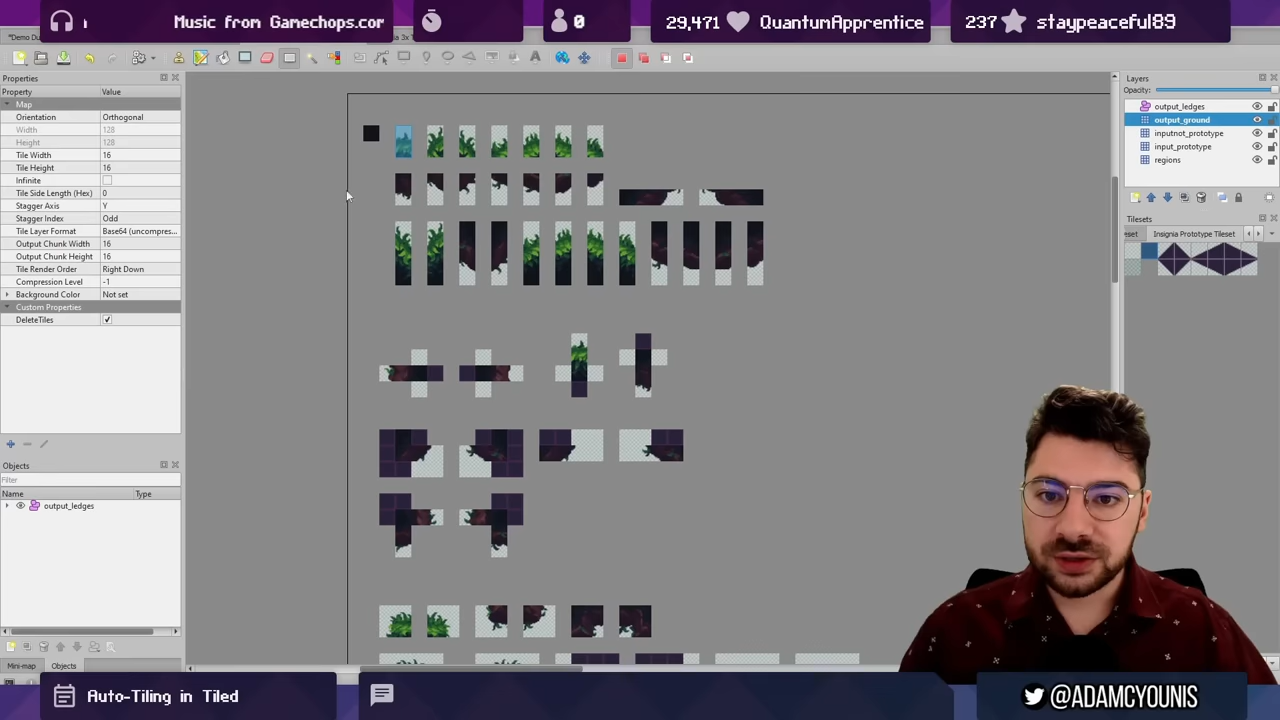 Music from Gamechops.com
0
29,471 QuantumApprentice
237 staypeaceful89
Properties
Property Value
Map
Orientation Orthogonal
Width 128
Height 128
Tile Width 16
Tile Height 16
Infinite
Tile Side Length (Hex) 0
Stagger Axis Y
Stagger Index Odd
Tile Layer Format Base64 (uncompres...
Output Chunk Width 16
Output Chunk Height 16
Tile Render Order Right Down
Compression Level -1
Background Color Not set
Custom Properties
DeleteTiles
Objects
Filter
Name Type
output_ledges
Mini-map Objects
Layers
Opacity:
output_ledges
output_ground
inputnot_prototype
input_prototype
regions
Tilesets
eset Insignia Prototype Tileset
Auto-Tiling in Tiled
@ADAMCYOUNIS